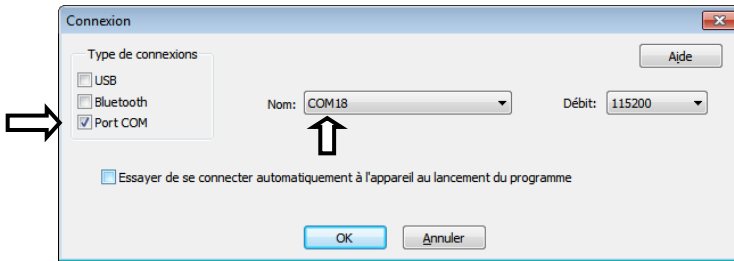 Connexion
Type de connexions
Aide
USB
Bluetooth
Nom: COM18
Débit: 115200
Port COM
Essayer de se connecter automatiquement à l'appareil au lancement du programme
OK
Annuler